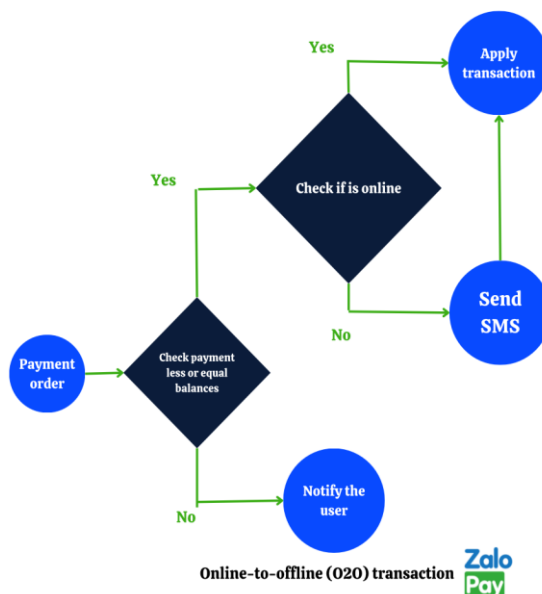 Yes
Apply
transaction
Yes
Check if is online
No
Send
SMS
Payment
order
Check payment
less or equal
balances
No
Notify the
user
Online-to-offline (O2O) transaction
Zalo
Pay